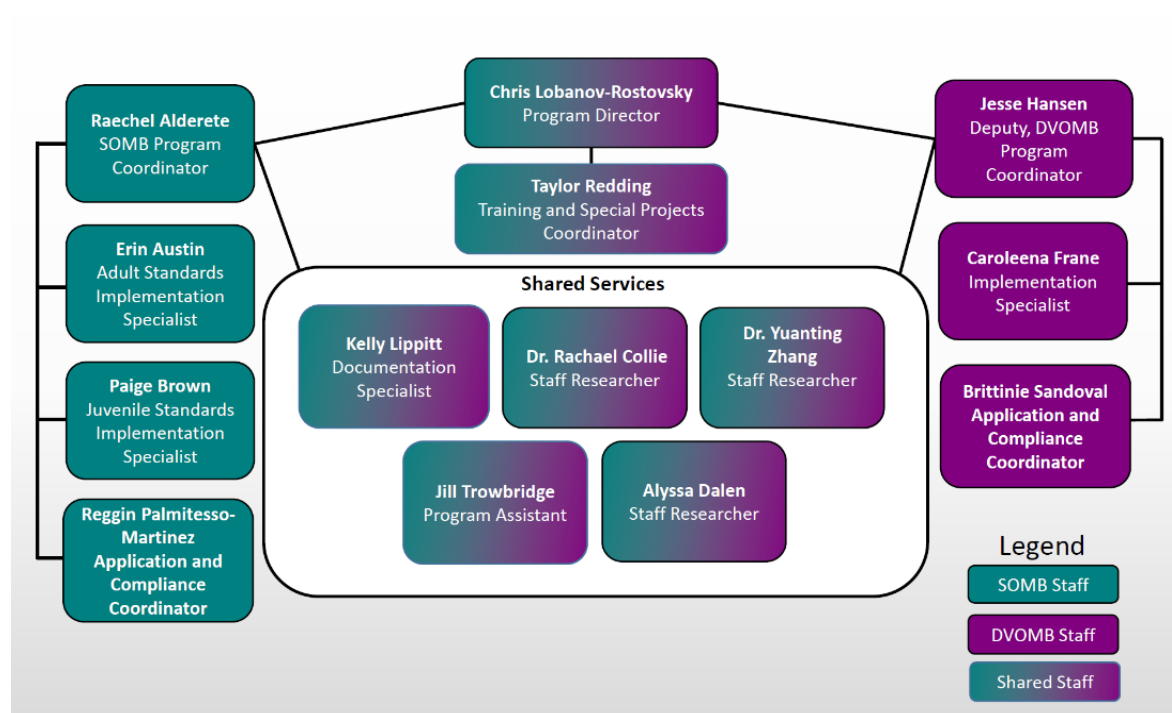 Chris Lobanov-Rostovsky
Program Director
Raechel Alderete
SOMB Program
Coordinator
Jesse Hansen
Deputy, DVOMB
Program
Coordinator
Taylor Redding
Training and Special Projects
Coordinator
Erin Austin
Adult Standards
Implementation
Specialist
Caroleena Frane
Implementation
Specialist
Shared Services
Kelly Lippitt
Documentation
Specialist
Dr. Rachael Collie
Staff Researcher
Dr. Yuanting
Zhang
Staff Researcher
Paige Brown
Juvenile Standards
Implementation
Specialist
Brittinie Sandoval
Application and
Compliance
Coordinator
Jill Trowbridge
Program Assistant
Alyssa Dalen
Staff Researcher
Reggin Palmitesso-
Martinez
Application and
Compliance
Coordinator
Legend
SOMB Staff
DVOMB Staff
Shared Staff